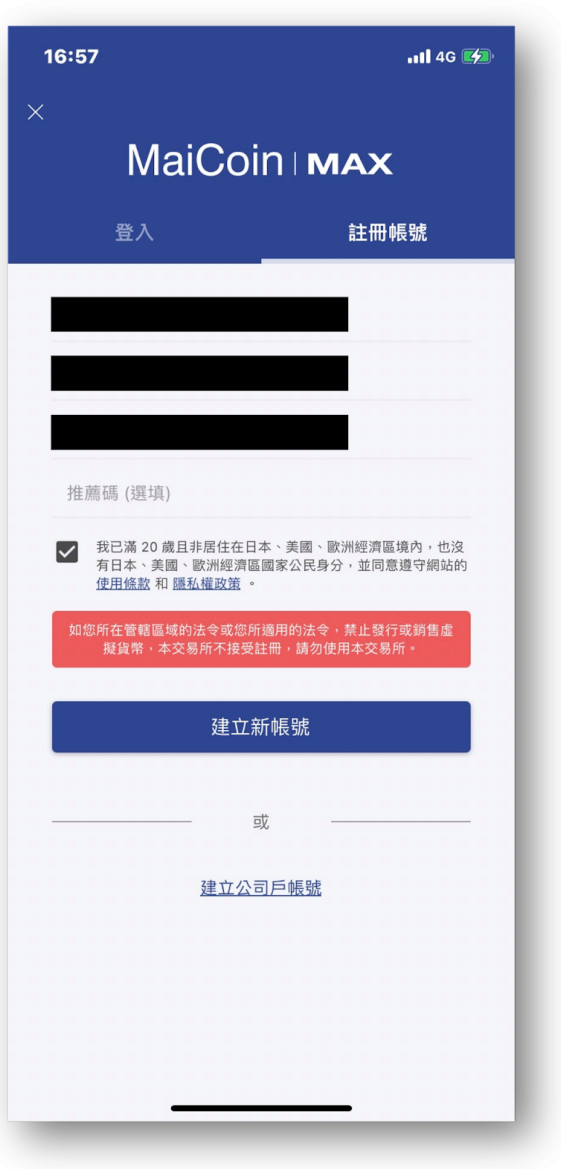 16:57 4G
MaiCoin | MAX
登入 註冊帳號
推薦碼 (選填)
我已滿 20 歲且非居住在日本、美國、歐洲經濟區境內,也沒
有日本、美國、歐洲經濟區國家公民身分,並同意遵守網站的
使用條款 和 隱私權政策 。
如您所在管轄區域的法令或您所適用的法令,禁止發行或銷售虛
擬貨幣,本交易所不接受註冊,請勿使用本交易所。
建立新帳號
或
建立公司戶帳號